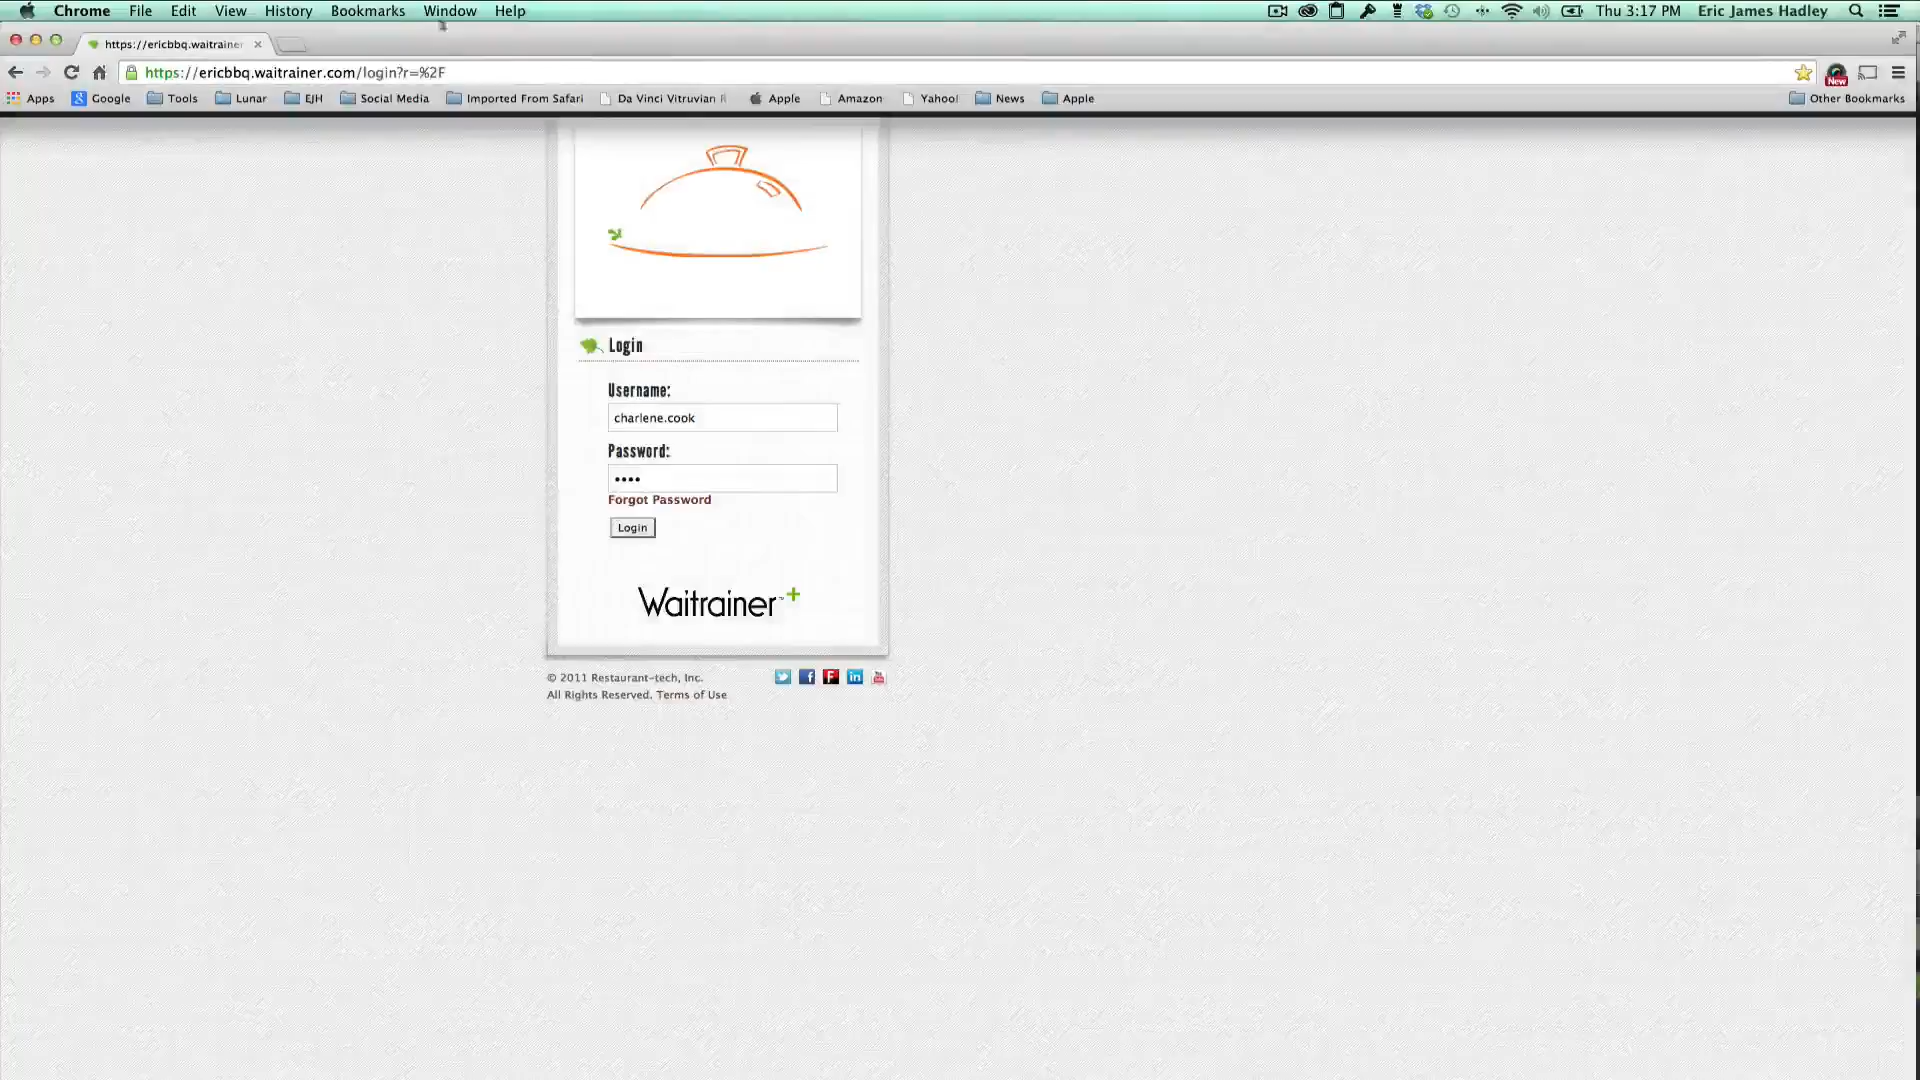 Chrome File Edit View History Bookmarks Window Help Thu 3:17 PM Eric James Hadley
https://ericbbq.waitrainer
https://ericbbq.waitrainer.com/login?r=%2F
New
Apps Google Tools Lunar EJH Social Media Imported From Safari Da Vinci Vitruvian Apple Amazon Yahoo! News Apple Other Bookmarks
Login
Username:
charlene.cook
Password:
••••
Forgot Password
Login
Waitrainer™+
© 2011 Restaurant-tech, Inc.
All Rights Reserved. Terms of Use